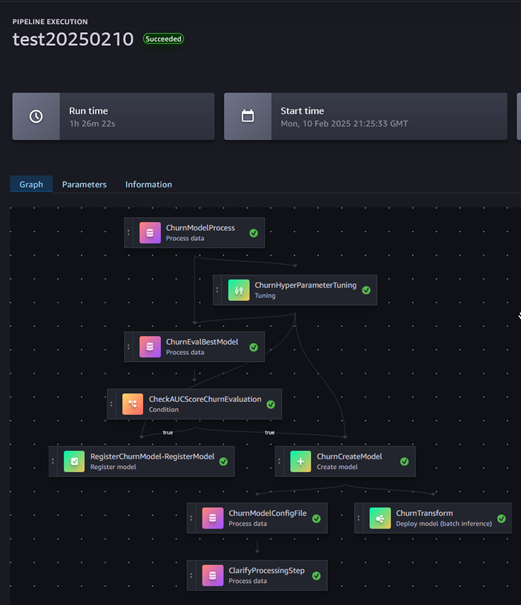 PIPELINE EXECUTION
test20250210 Succeeded
Run time
1h 26m 22s
Start time
Mon, 10 Feb 2025 21:25:33 GMT
Graph Parameters Information
ChurnModelProcess
Process data
ChurnHyperParameterTuning
Tuning
ChurnEvalBestModel
Process data
CheckAUCScoreChurnEvaluation
Condition
true true
RegisterChurnModel-RegisterModel
Register model
ChurnCreateModel
Create model
ChurnModelConfigFile
Process data
ChurnTransform
Deploy model (batch inference)
ClarifyProcessingStep
Process data